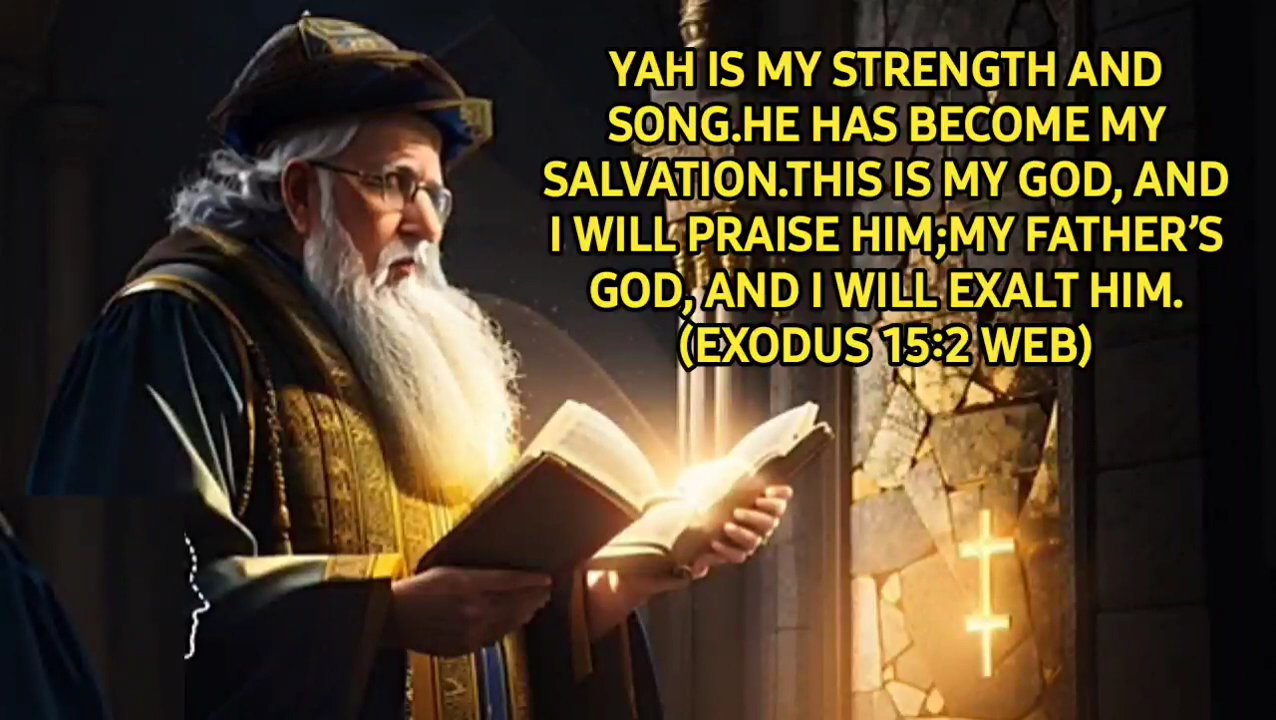 YAH IS MY STRENGTH AND
SONG.HE HAS BECOME MY
SALVATION.THIS IS MY GOD, AND
I WILL PRAISE HIM;MY FATHER’S
GOD, AND I WILL EXALT HIM.
(EXODUS 15:2 WEB)